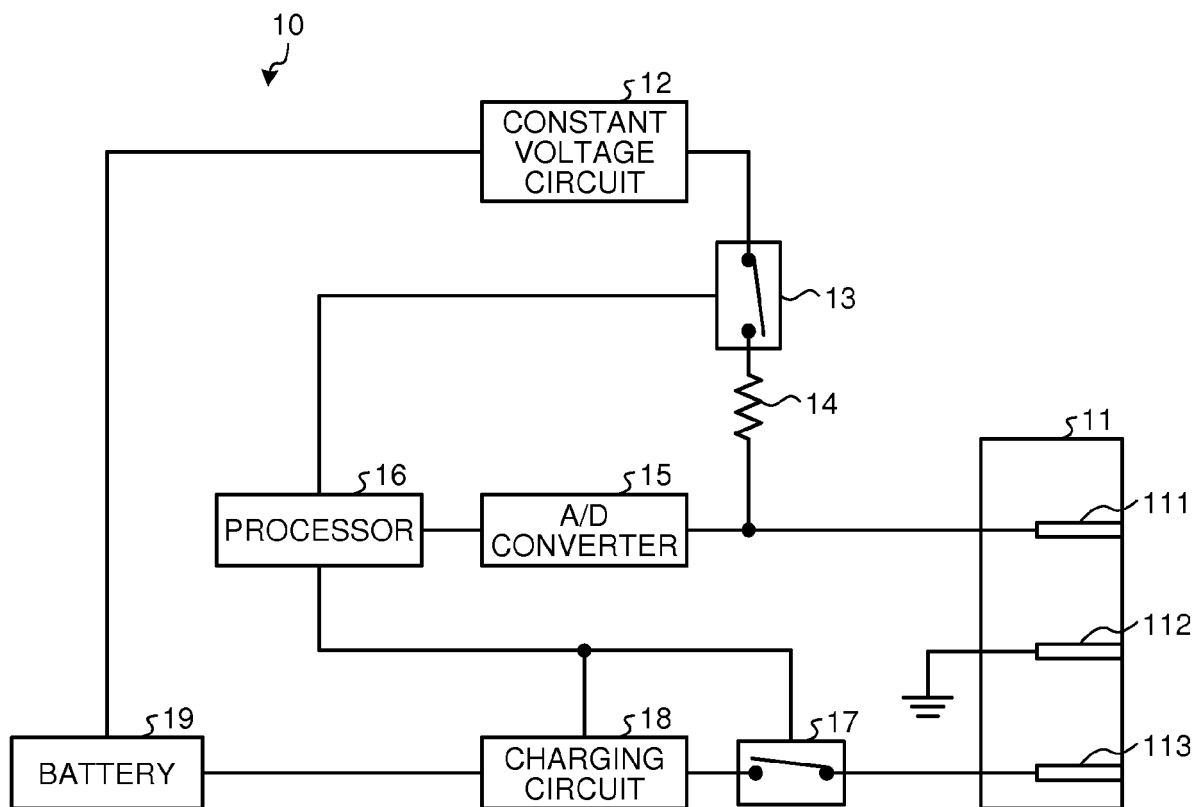 10
12
CONSTANT
VOLTAGE
CIRCUIT
13
14
11
16
15
111
PROCESSOR
A/D
CONVERTER
112
19
18
17
113
BATTERY
CHARGING
CIRCUIT